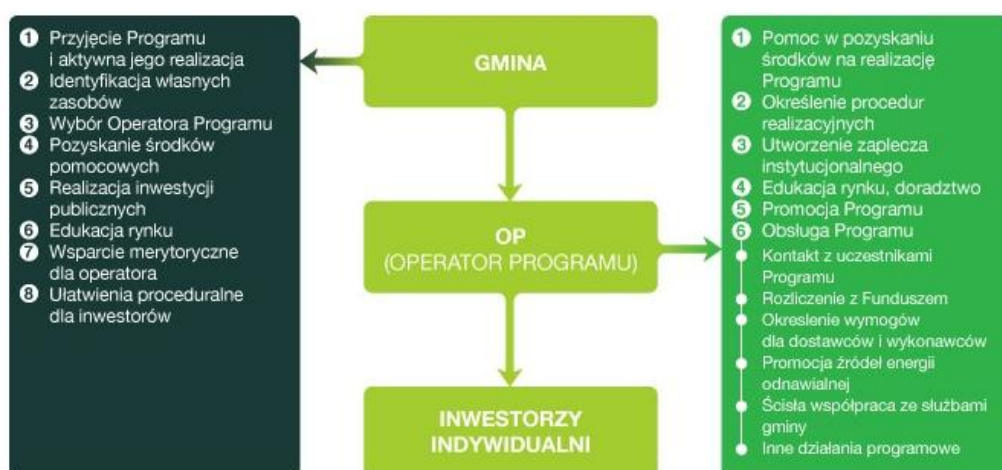 1 Przyjęcie Programu
i aktywna jego realizacja
2 Identyfikacja własnych
zasobów
3 Wybór Operatora Programu
4 Pozyskanie środków
pomocowych
5 Realizacja inwestycji
publicznych
6 Edukacja rynku
7 Wsparcie merytoryczne
dla operatora
8 Ułatwienia proceduralne
dla inwestorów
GMINA
OP
(OPERATOR PROGRAMU)
INWESTORZY
INDYWIDUALNI
1 Pomoc w pozyskaniu
środków na realizację
Programu
2 Określenie procedur
realizacyjnych
3 Utworzenie zaplecza
instytucjonalnego
4 Edukacja rynku, doradztwo
5 Promocja Programu
6 Obsługa Programu
Kontakt z uczestnikami
Programu
Rozliczenie z Funduszem
Okreslenie wymogów
dla dostawców i wykonawców
Promocja źródeł energii
odnawialnej
Ścisła współpraca ze służbami
gminy
Inne działania programowe